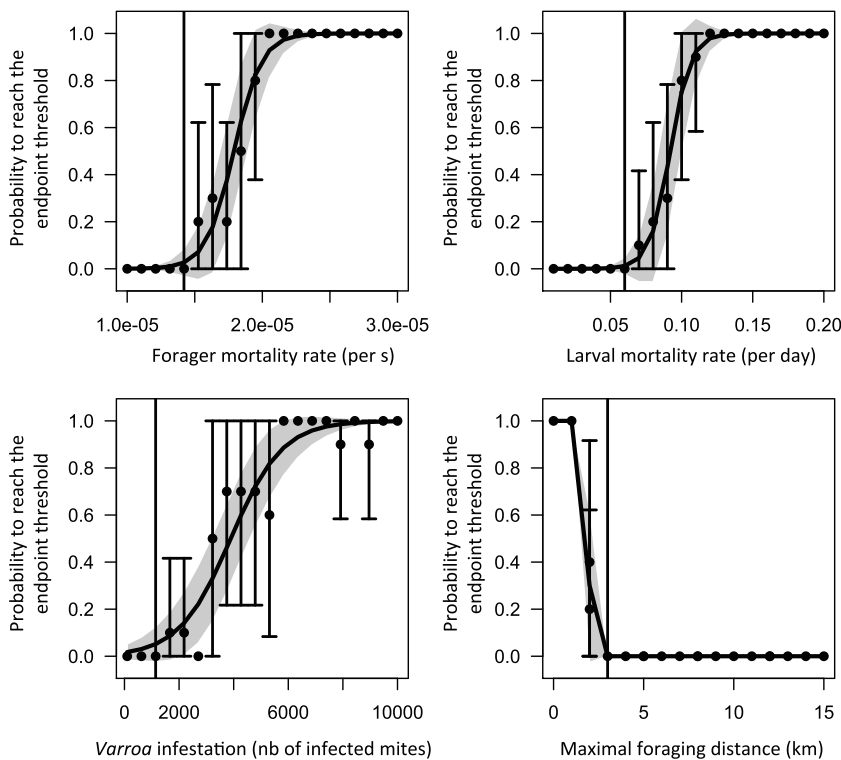 Probability to reach the
endpoint threshold
1.0
0.8
0.6
0.4
0.2
0.0
1.0e-05 2.0e-05 3.0e-05
Forager mortality rate (per s)
Probability to reach the
endpoint threshold
1.0
0.8
0.6
0.4
0.2
0.0
0.05 0.10 0.15 0.20
Larval mortality rate (per day)
Probability to reach the
endpoint threshold
1.0
0.8
0.6
0.4
0.2
0.0
0 2000 6000 10000
Varroa infestation (nb of infected mites)
Probability to reach the
endpoint threshold
1.0
0.8
0.6
0.4
0.2
0.0
0 5 10 15
Maximal foraging distance (km)